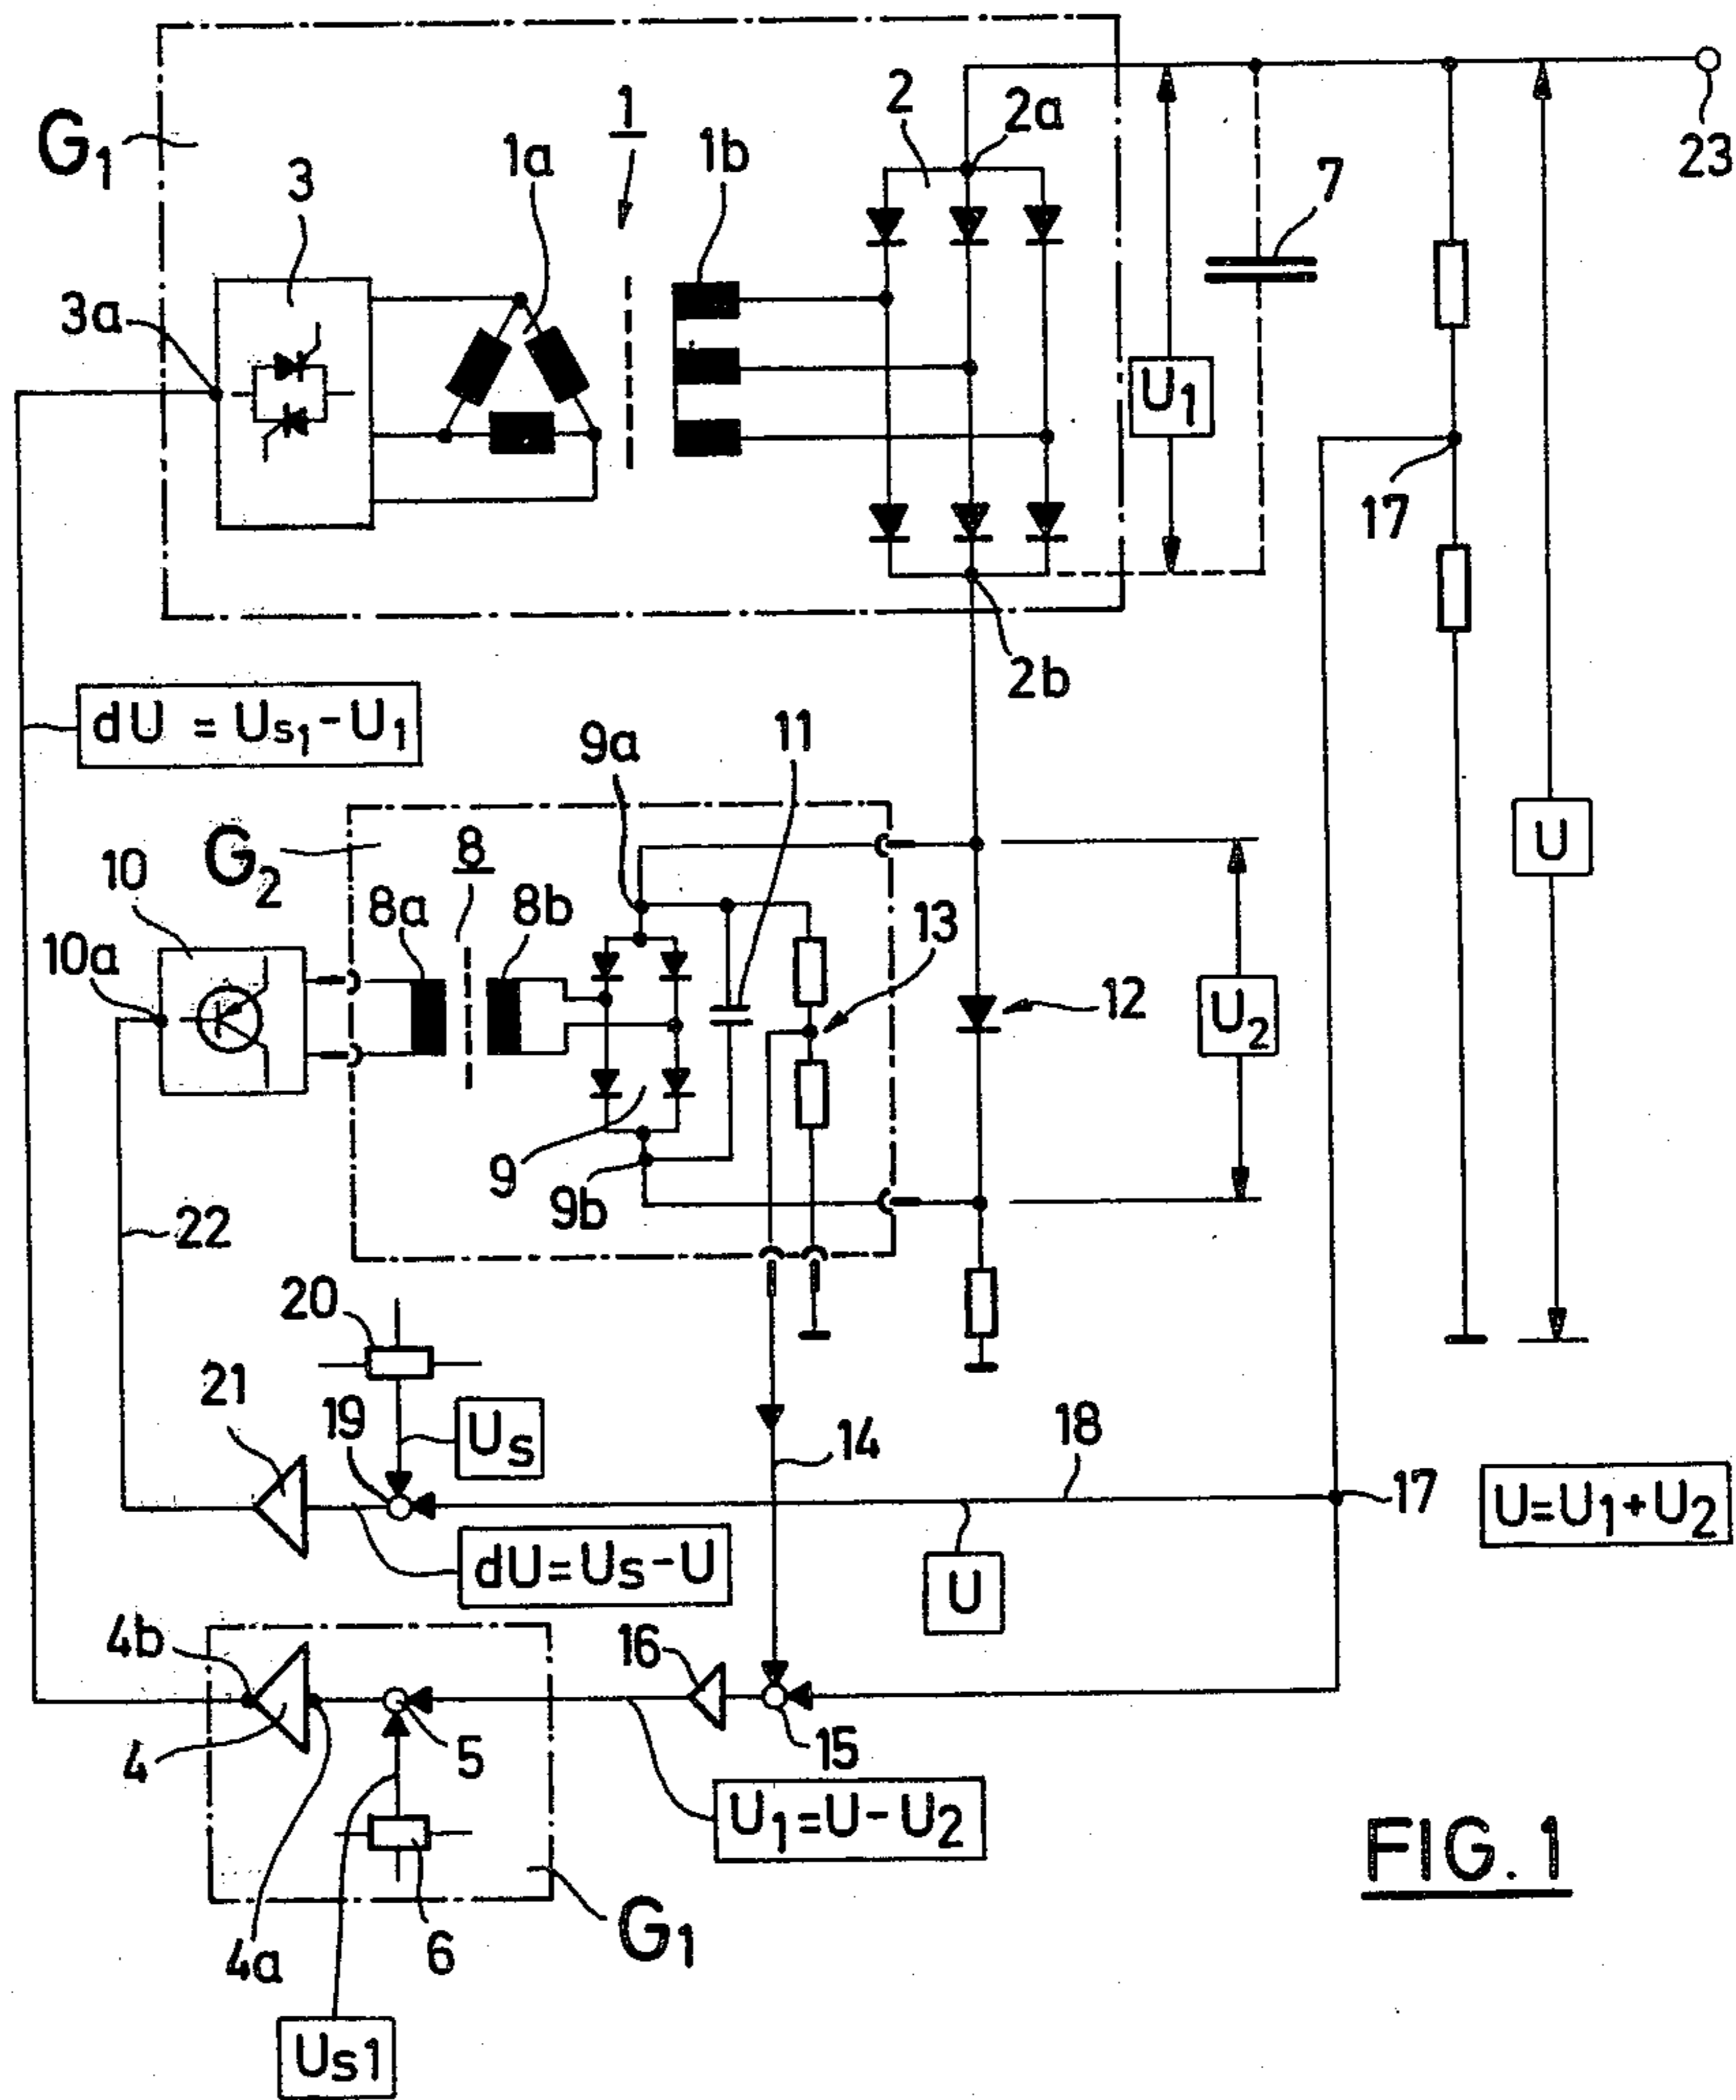 G1
3
1a
1
1b
2
2a
7
23
3a
U1
17
2b
dU = Us1 - U1
9a
11
G2
8
10
8a
8b
13
10a
12
U2
U
9
9b
22
20
21
19
Us
14
18
17
U=U1+U2
dU=Us-U
U
4b
16
4
5
15
U1=U-U2
6
4a
G1
Us1
FIG. 1